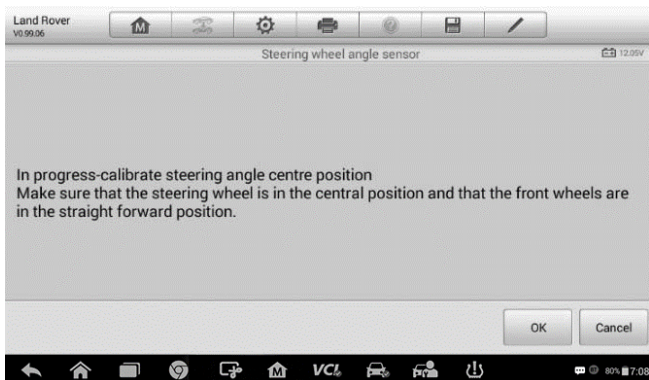 Land Rover
V0.99.06
M
Steering wheel angle sensor
12.05V
In progress-calibrate steering angle centre position
Make sure that the steering wheel is in the central position and that the front wheels are
in the straight forward position.
OK
Cancel
M
VCI
80%
7:08